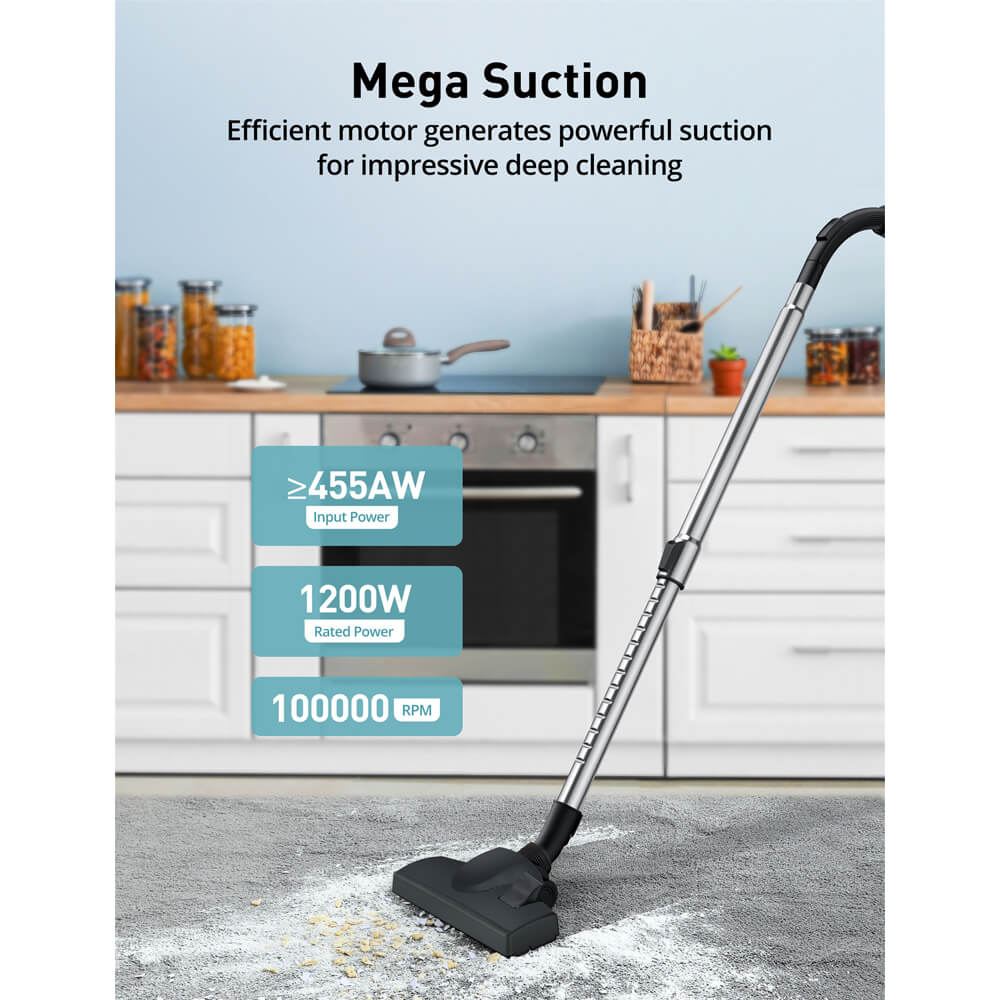 Mega Suction
Efficient motor generates powerful suction
for impressive deep cleaning
≥455AW
Input Power
1200W
Rated Power
100000 RPM